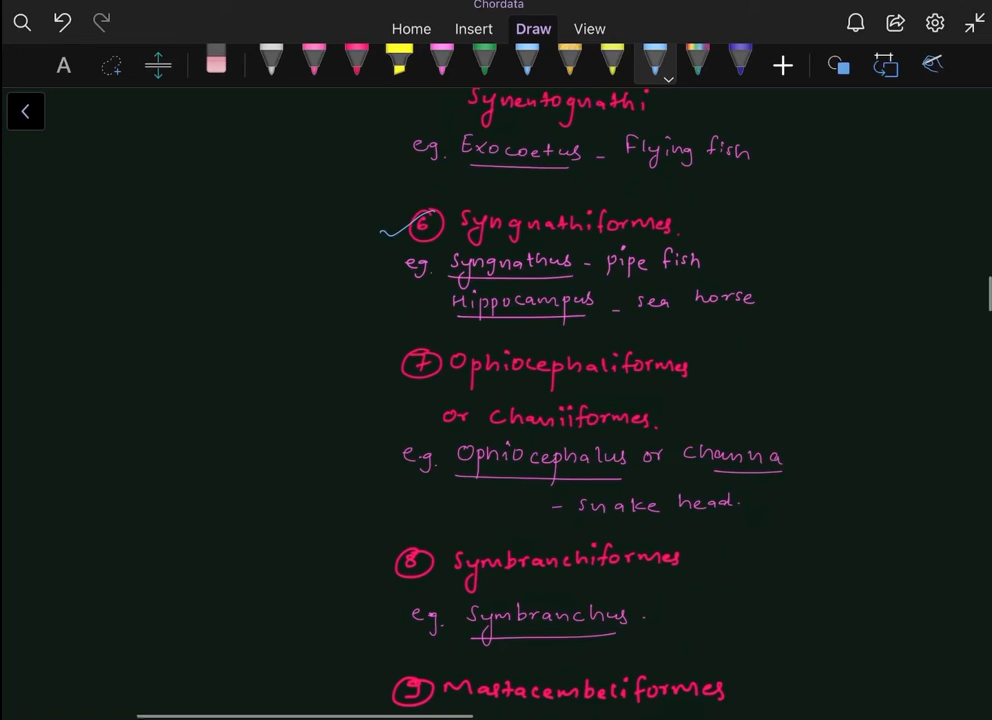 Chordata
Home Insert Draw View
A
Synentognathi
eg. Exocoetus - Flying fish
6 Syngnathiformes.
eg. Syngnathus - pipe fish
Hippocampus - sea horse
7 Ophiocephaliformes
or Chaniiformes.
e.g. Ophiocephalus or Channa
- snake head.
8 Symbranchiformes
eg. Symbranchus.
9 Mastacembeliformes